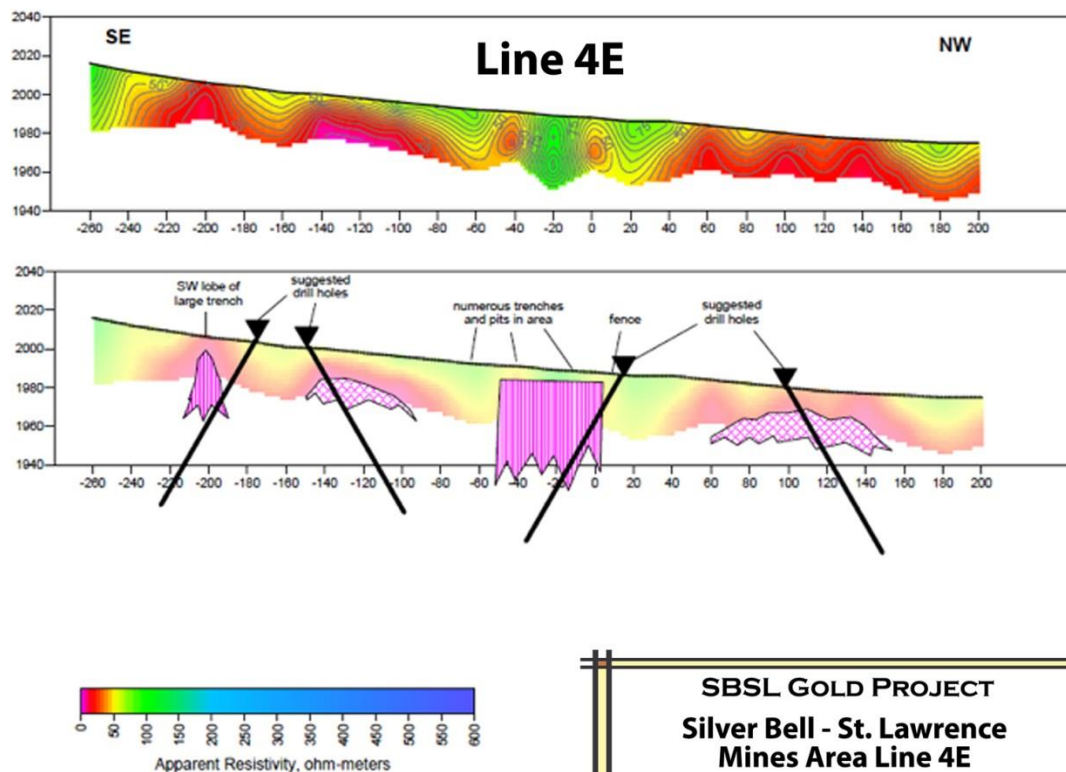 2040
SE
Line 4E
NW
2020
2000
1980
1960
1940
-260 -240 -220 -200 -180 -160 -140 -120 -100 -80 -60 -40 -20 0 20 40 60 80 100 120 140 160 180 200
2040
SW lobe of
large trench
suggested
drill holes
numerous trenches
and pits in area
fence
suggested
drill holes
2020
2000
1980
1960
1940
-260 -240 -220 -200 -180 -160 -140 -120 -100 -80 -60 -40 -20 0 20 40 60 80 100 120 140 160 180 200
0 50 100 150 200 250 300 350 400 450 500 600
Apparent Resistivity, ohm-meters
SBSL GOLD PROJECT
Silver Bell - St. Lawrence
Mines Area Line 4E